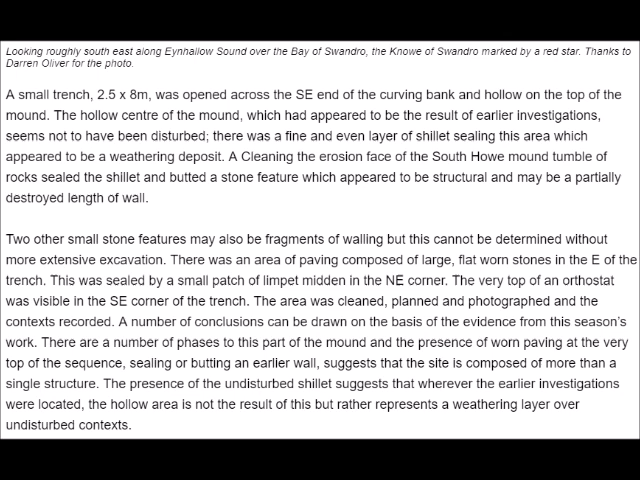 Looking roughly south east along Eynhallow Sound over the Bay of Swandro, the Knowe of Swandro marked by a red star. Thanks to
Darren Oliver for the photo.
A small trench, 2.5 x 8m, was opened across the SE end of the curving bank and hollow on the top of the
mound. The hollow centre of the mound, which had appeared to be the result of earlier investigations,
seems not to have been disturbed; there was a fine and even layer of shillet sealing this area which
appeared to be a weathering deposit. A Cleaning the erosion face of the South Howe mound tumble of
rocks sealed the shillet and butted a stone feature which appeared to be structural and may be a partially
destroyed length of wall.
Two other small stone features may also be fragments of walling but this cannot be determined without
more extensive excavation. There was an area of paving composed of large, flat worn stones in the E of the
trench. This was sealed by a small patch of limpet midden in the NE corner. The very top of an orthostat
was visible in the SE corner of the trench. The area was cleaned, planned and photographed and the
contexts recorded. A number of conclusions can be drawn on the basis of the evidence from this season’s
work. There are a number of phases to this part of the mound and the presence of worn paving at the very
top of the sequence, sealing or butting an earlier wall, suggests that the site is composed of more than a
single structure. The presence of the undisturbed shillet suggests that wherever the earlier investigations
were located, the hollow area is not the result of this but rather represents a weathering layer over
undisturbed contexts.